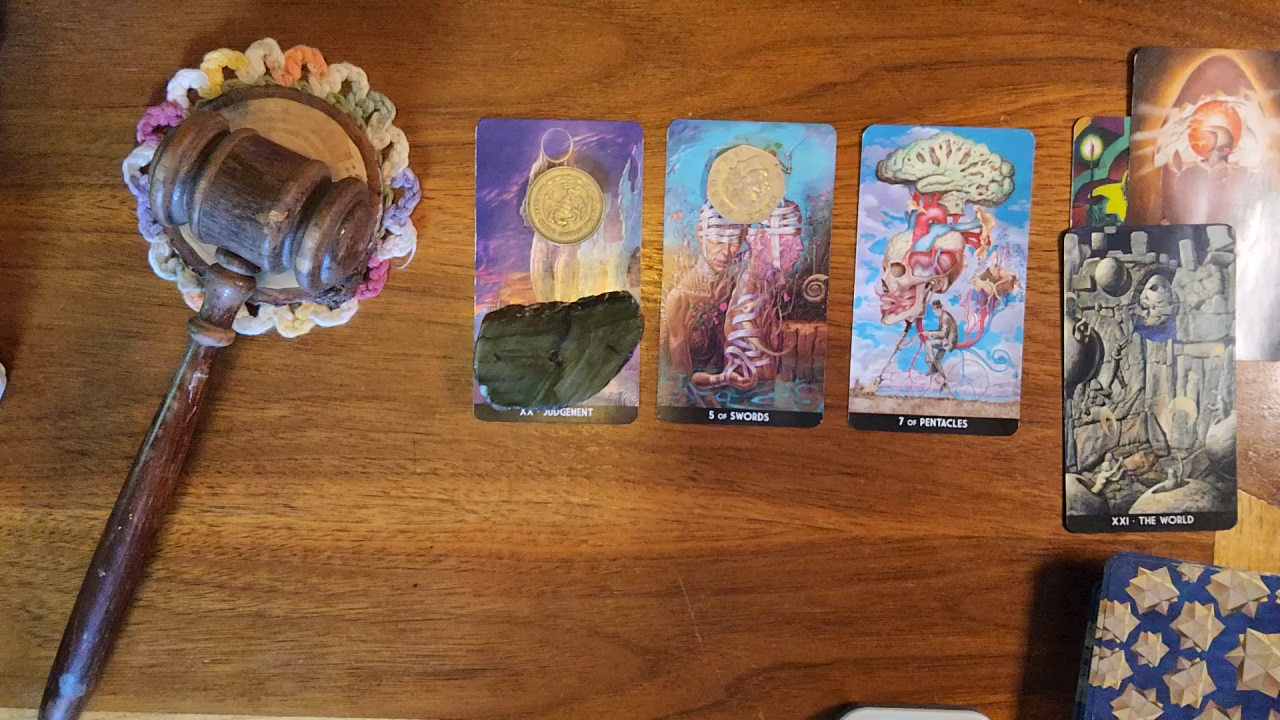 XX · JUDGEMENT
5 OF SWORDS
7 OF PENTACLES
XXI · THE WORLD